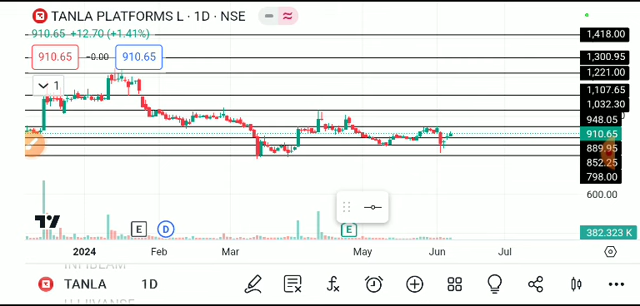 TANLA PLATFORMS L · 1D · NSE
910.65 +12.70 (+1.41%)
910.65 -0.00 910.65
1
1,418.00
1,300.95
1,221.00
1,107.65
1,032.30
948.05
910.65
889.95
852.25
798.00
600.00
382.323 K
E D E
2024 Feb Mar May Jun Jul
TANLA 1D